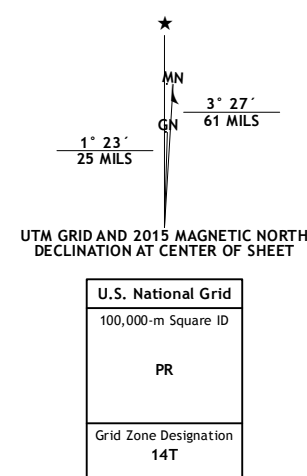 ★
MN
GN
3° 27´
61 MILS
1° 23´
25 MILS
UTM GRID AND 2015 MAGNETIC NORTH
DECLINATION AT CENTER OF SHEET
U.S. National Grid
100,000-m Square ID
PR
Grid Zone Designation
14T